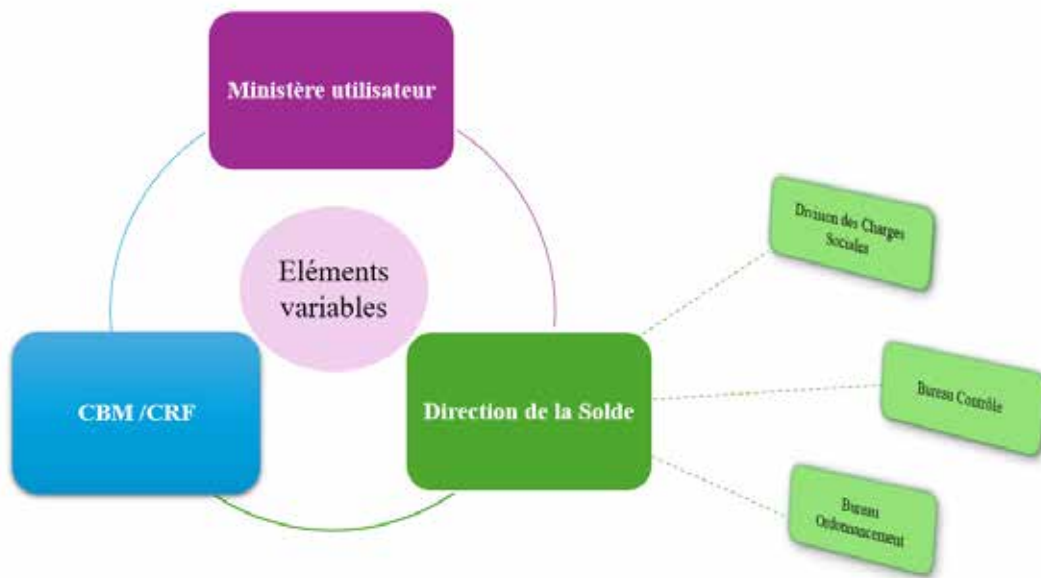 Ministère utilisateur
Eléments
variables
CBM /CRF
Direction de la Solde
Division des Charges
Sociales
Bureau Contrôle
Bureau
Ordonnancement